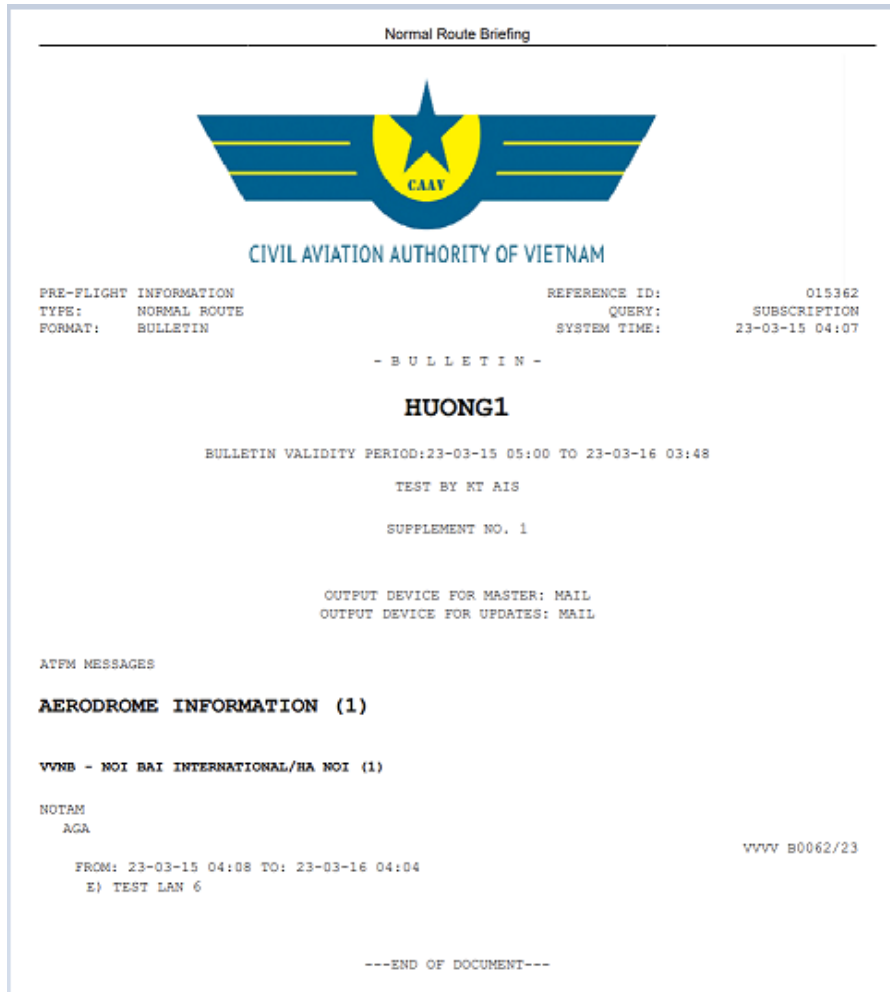 Normal Route Briefing
CAAV
CIVIL AVIATION AUTHORITY OF VIETNAM
PRE-FLIGHT INFORMATION REFERENCE ID: 015362
TYPE: NORMAL ROUTE QUERY: SUBSCRIPTION
FORMAT: BULLETIN SYSTEM TIME: 23-03-15 04:07
- B U L L E T I N -
HUONG1
BULLETIN VALIDITY PERIOD:23-03-15 05:00 TO 23-03-16 03:48
TEST BY KT AIS
SUPPLEMENT NO. 1
OUTPUT DEVICE FOR MASTER: MAIL
OUTPUT DEVICE FOR UPDATES: MAIL
ATFM MESSAGES
AERODROME INFORMATION (1)
VVNB - NOI BAI INTERNATIONAL/HA NOI (1)
NOTAM
AGA
VVVV B0062/23
FROM: 23-03-15 04:08 TO: 23-03-16 04:04
E) TEST LAN 6
---END OF DOCUMENT---